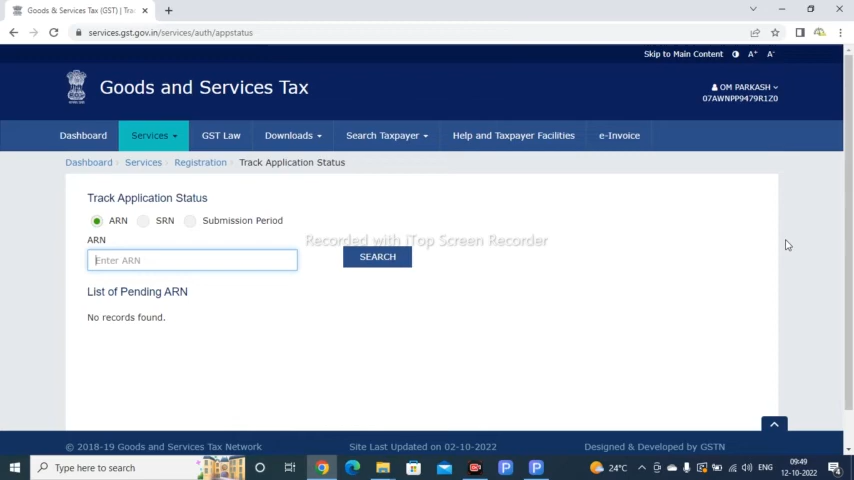 Goods & Services Tax (GST) | Trac
services.gst.gov.in/services/auth/appstatus
Skip to Main Content A+ A-
Goods and Services Tax
OM PARKASH
07AWNPP9479R1Z0
Dashboard Services GST Law Downloads Search Taxpayer Help and Taxpayer Facilities e-Invoice
Dashboard Services Registration Track Application Status
Track Application Status
ARN SRN Submission Period
Recorded with iTop Screen Recorder
ARN
Enter ARN
SEARCH
List of Pending ARN
No records found.
© 2018-19 Goods and Services Tax Network Site Last Updated on 02-10-2022 Designed & Developed by GSTN
Type here to search 24°C ENG 09:49
12-10-2022 4